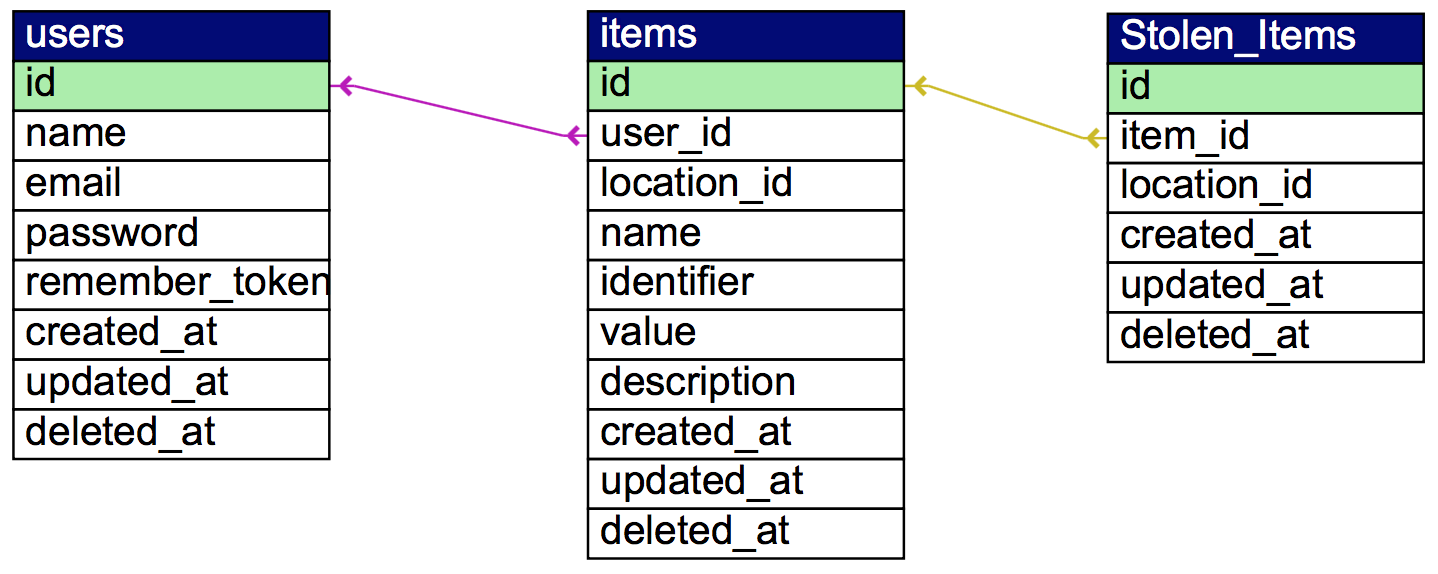 users
id
name
email
password
remember_token
created_at
updated_at
deleted_at
items
id
user_id
location_id
name
identifier
value
description
created_at
updated_at
deleted_at
Stolen_Items
id
item_id
location_id
created_at
updated_at
deleted_at